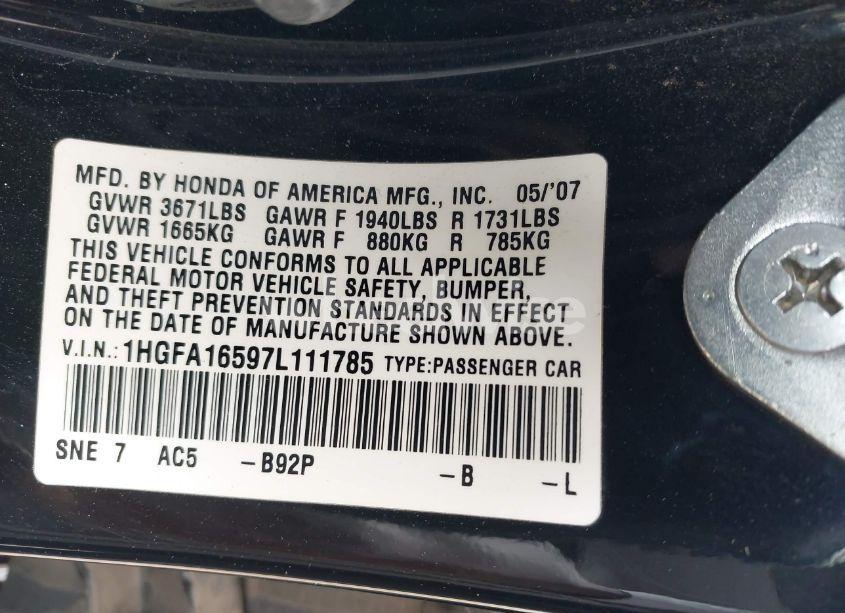 MFD. BY HONDA OF AMERICA MFG., INC. 05/'07
GVWR 3671LBS GAWR F 1940LBS R 1731LBS
GVWR 1665KG GAWR F 880KG R 785KG
THIS VEHICLE CONFORMS TO ALL APPLICABLE
FEDERAL MOTOR VEHICLE SAFETY, BUMPER,
AND THEFT PREVENTION STANDARDS IN EFFECT
ON THE DATE OF MANUFACTURE SHOWN ABOVE.
V.I.N.: 1HGFA16597L111785 TYPE:PASSENGER CAR
SNE 7 AC5 -B92P -B -L